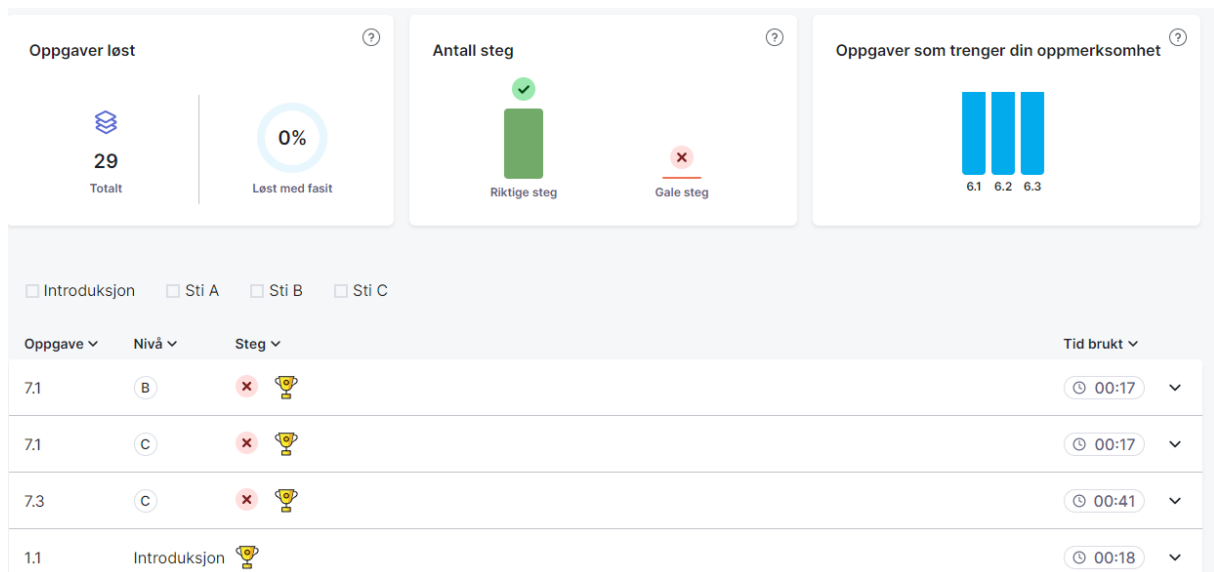 Oppgaver løst
29
Totalt
0%
Løst med fasit
Antall steg
Riktige steg
Gale steg
Oppgaver som trenger din oppmerksomhet
6.1 6.2 6.3
Introduksjon Sti A Sti B Sti C
Oppgave Nivå Steg Tid brukt
7.1 B 00:17
7.1 C 00:17
7.3 C 00:41
1.1 Introduksjon 00:18